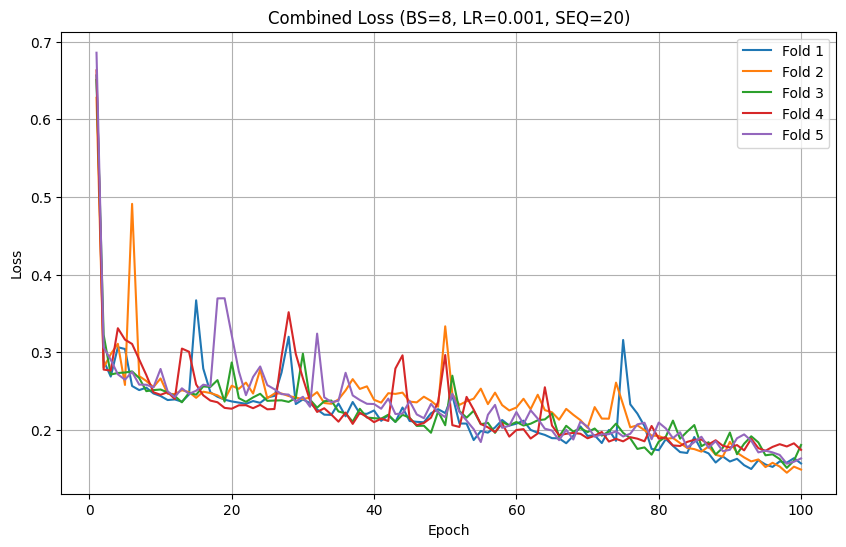 Combined Loss (BS=8, LR=0.001, SEQ=20)
Fold 1
Fold 2
Fold 3
Fold 4
Fold 5
Loss
0.7
0.6
0.5
0.4
0.3
0.2
0 20 40 60 80 100
Epoch